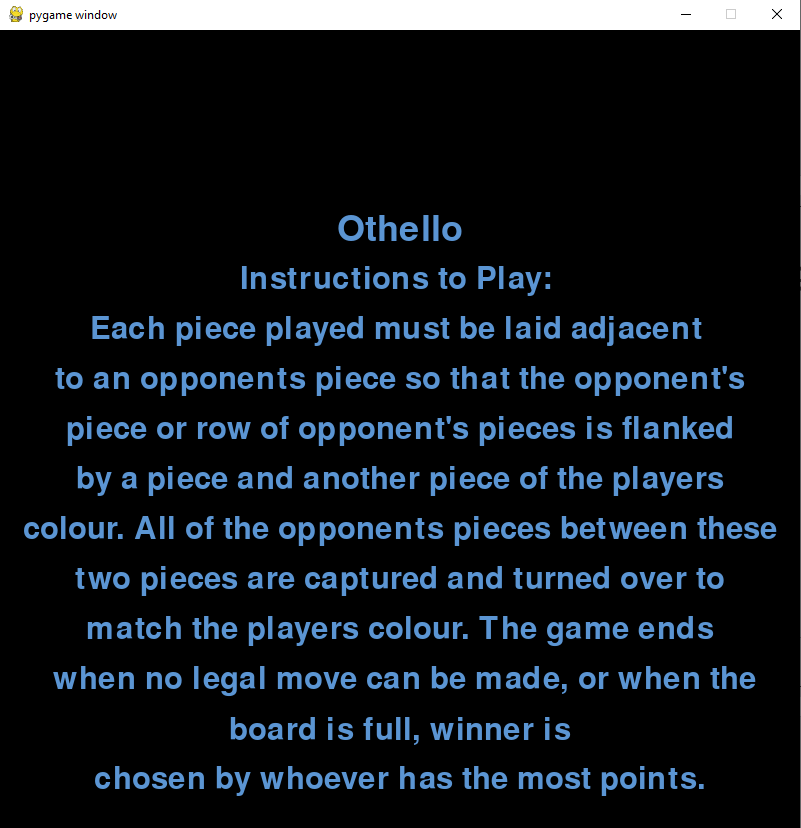 pygame window
Othello
Instructions to Play:
Each piece played must be laid adjacent
to an opponents piece so that the opponent's
piece or row of opponent's pieces is flanked
by a piece and another piece of the players
colour. All of the opponents pieces between these
two pieces are captured and turned over to
match the players colour. The game ends
when no legal move can be made, or when the
board is full, winner is
chosen by whoever has the most points.